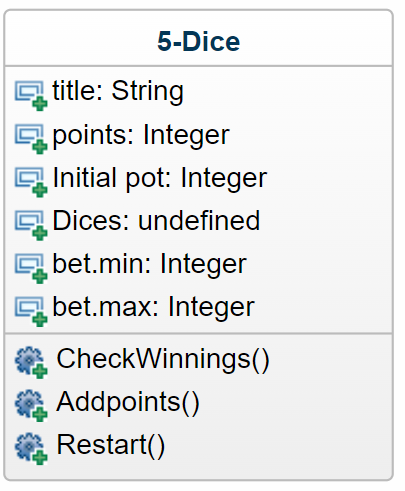 5-Dice
title: String
points: Integer
Initial pot: Integer
Dices: undefined
bet.min: Integer
bet.max: Integer
CheckWinnings()
Addpoints()
Restart()